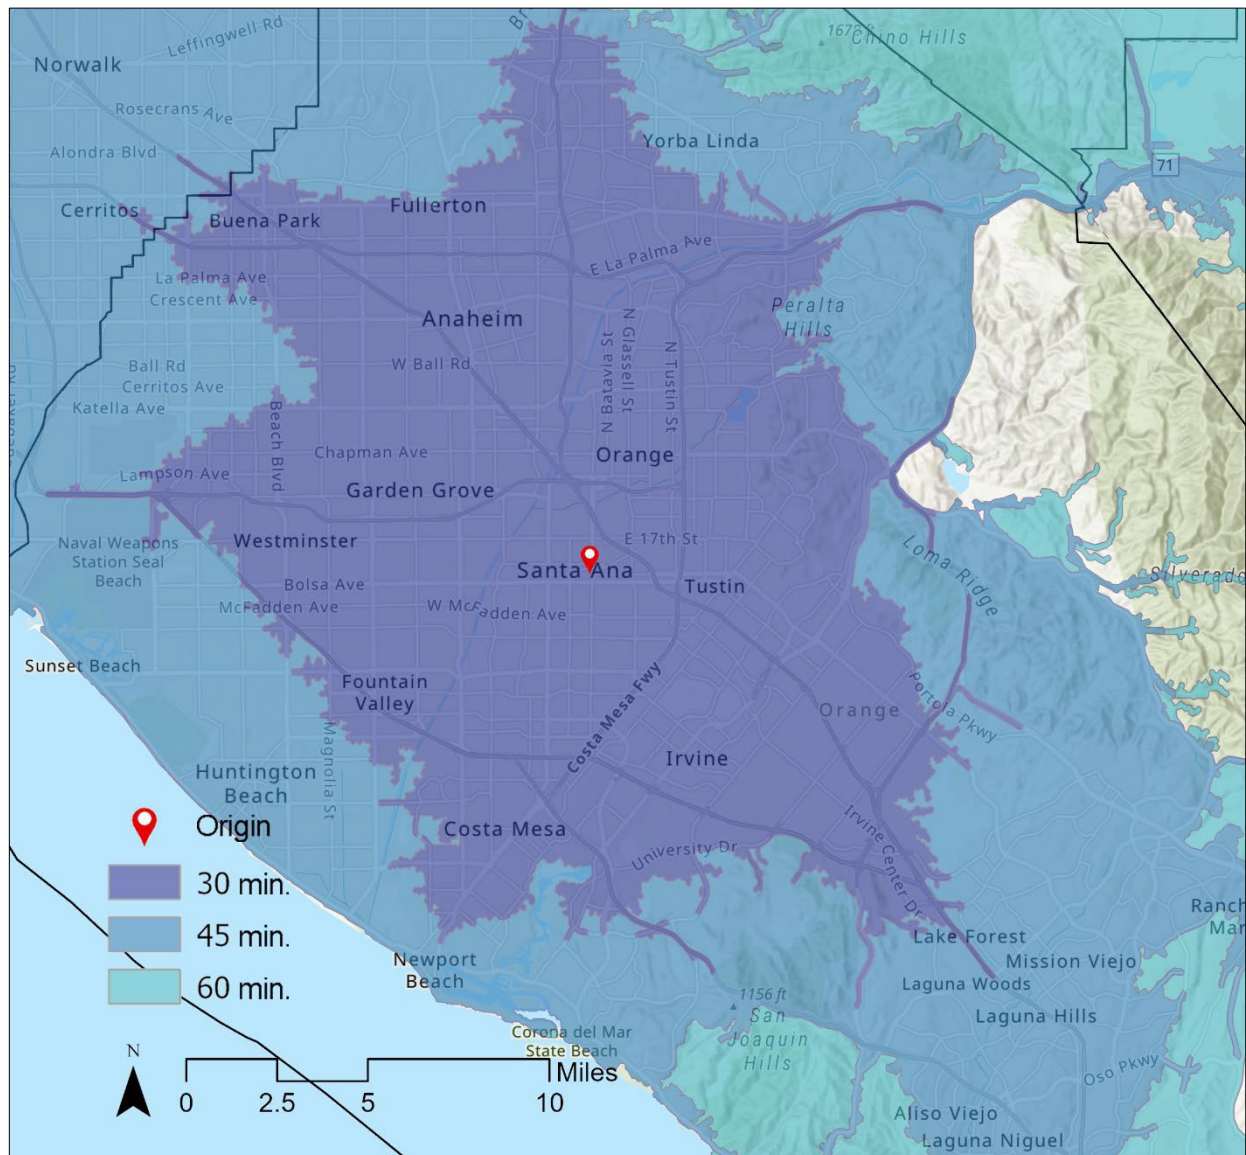 Leffingwell Rd
Br
1678 ft
Chino Hills
Norwalk
Rosecrans Ave
Yorba Linda
Alondra Blvd
71
Cerritos
Buena Park
Fullerton
E La Palma Ave
La Palma Ave
Crescent Ave
Anaheim
Peralta
Hills
N Batavia St
N Glassell St
N Tustin St
W Ball Rd
Ball Rd
Cerritos Ave
Katella Ave
Beach Blvd
Chapman Ave
Orange
Lampson Ave
Garden Grove
Naval Weapons
Station Seal
Beach
Westminster
E 17th St
Loma Ridge
Santa Ana
Tustin
Silverado
Bolsa Ave
McFadden Ave
W McFadden Ave
Sunset Beach
Fountain
Valley
Costa Mesa Fwy
Orange
Portola Pkwy
Magnolia St
Irvine
Huntington
Beach
Costa Mesa
University Dr
Irvine Center Dr
Origin
30 min.
45 min.
60 min.
Newport
Beach
Lake Forest
Ranch
Mar
Mission Viejo
Laguna Woods
Laguna Hills
1156 ft
San
Joaquin
Hills
Corona del Mar
State Beach
Oso Pkwy
Aliso Viejo
Laguna Niguel
N
Miles
0
2.5
5
10